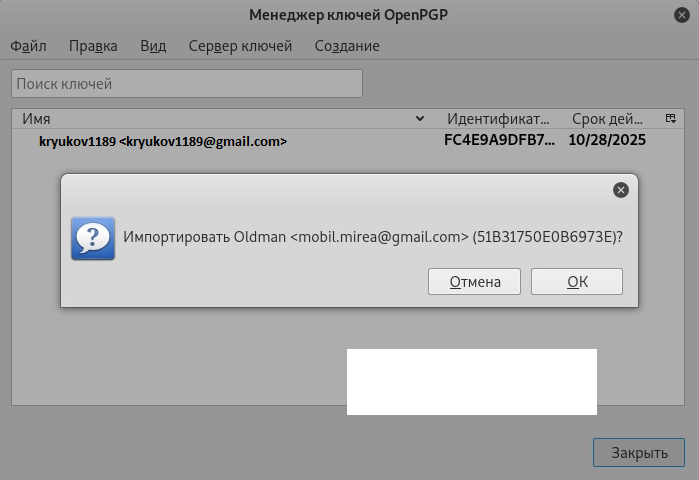 Менеджер ключей OpenPGP
Файл Правка Вид Сервер ключей Создание
Поиск ключей
Имя Идентификат... Срок дей...
kryukov1189 <kryukov1189@gmail.com> FC4E9A9DFB7... 10/28/2025
Импортировать Oldman <mobil.mirea@gmail.com> (51B31750E0B6973E)?
Отмена OK
Закрыть